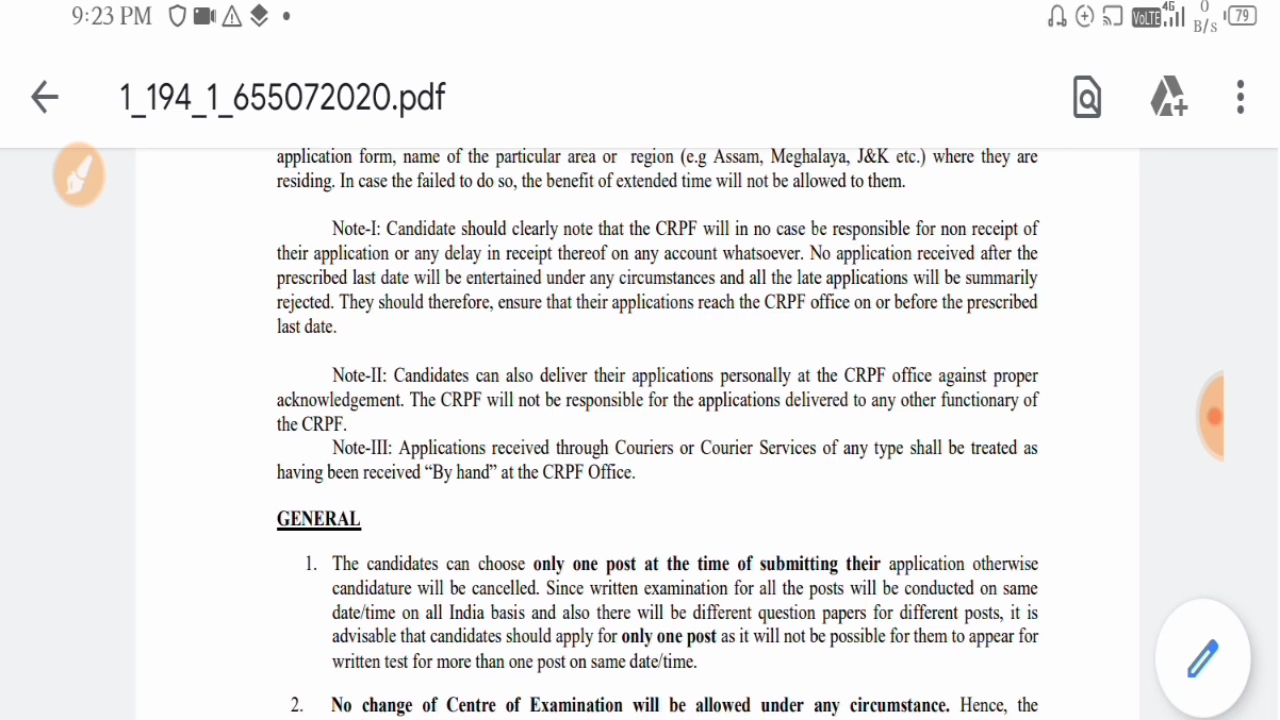 9:23 PM
VoLTE 4G 0 B/s 79
1_194_1_655072020.pdf
application form, name of the particular area or region (e.g Assam, Meghalaya, J&K etc.) where they are
residing. In case the failed to do so, the benefit of extended time will not be allowed to them.
Note-I: Candidate should clearly note that the CRPF will in no case be responsible for non receipt of
their application or any delay in receipt thereof on any account whatsoever. No application received after the
prescribed last date will be entertained under any circumstances and all the late applications will be summarily
rejected. They should therefore, ensure that their applications reach the CRPF office on or before the prescribed
last date.
Note-II: Candidates can also deliver their applications personally at the CRPF office against proper
acknowledgement. The CRPF will not be responsible for the applications delivered to any other functionary of
the CRPF.
Note-III: Applications received through Couriers or Courier Services of any type shall be treated as
having been received “By hand” at the CRPF Office.
GENERAL
1. The candidates can choose only one post at the time of submitting their application otherwise
candidature will be cancelled. Since written examination for all the posts will be conducted on same
date/time on all India basis and also there will be different question papers for different posts, it is
advisable that candidates should apply for only one post as it will not be possible for them to appear for
written test for more than one post on same date/time.
2. No change of Centre of Examination will be allowed under any circumstance. Hence, the